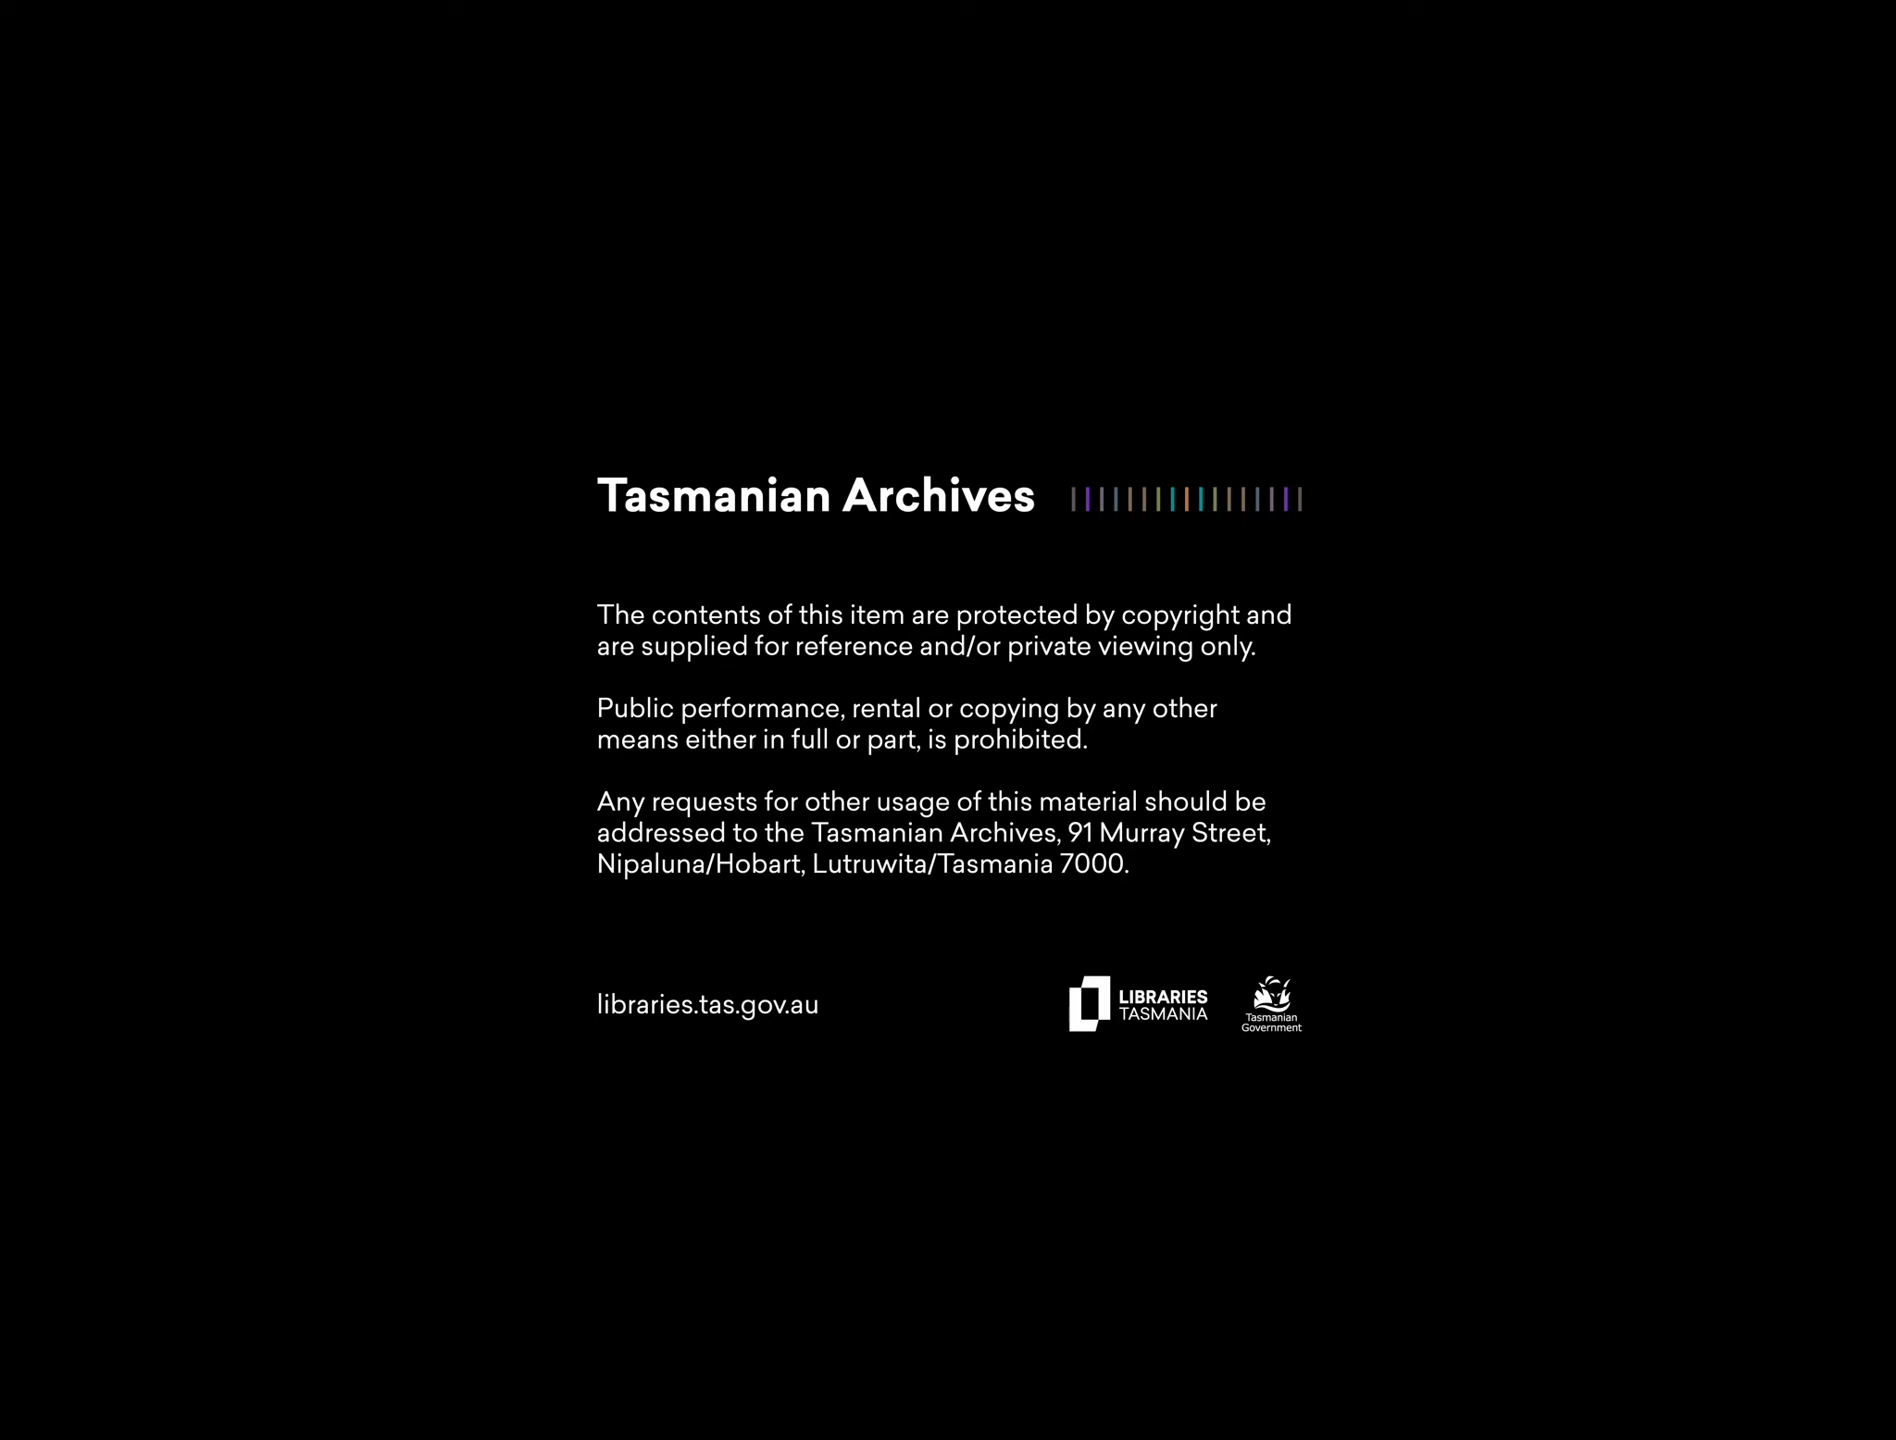 Tasmanian Archives
The contents of this item are protected by copyright and
are supplied for reference and/or private viewing only.
Public performance, rental or copying by any other
means either in full or part, is prohibited.
Any requests for other usage of this material should be
addressed to the Tasmanian Archives, 91 Murray Street,
Nipaluna/Hobart, Lutruwita/Tasmania 7000.
libraries.tas.gov.au
LIBRARIES
TASMANIA
Tasmanian
Government